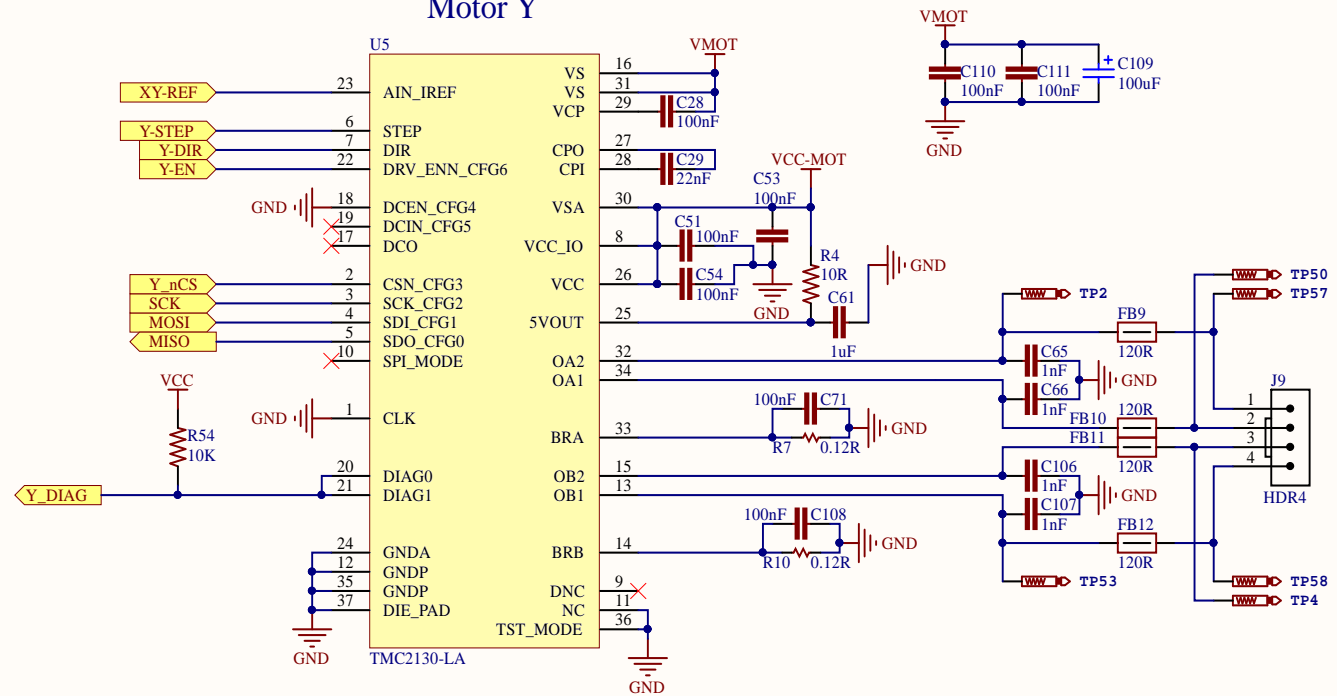 Motor Y
U5
VMOT
VMOT
XY-REF
23
AIN_IREF
VS
16
VS
31
VCP
29
C28
100nF
C110
100nF
C111
100nF
+
C109
100uF
GND
Y-STEP
6
STEP
Y-DIR
7
DIR
Y-EN
22
DRV_ENN_CFG6
CPO
27
CPI
28
C29
22nF
VCC-MOT
C53
100nF
GND
18
DCEN_CFG4
19
DCIN_CFG5
17
DCO
VSA
30
VCC_IO
8
VCC
26
5VOUT
25
C51
100nF
C54
100nF
GND
R4
10R
C61
1uF
GND
Y_nCS
2
CSN_CFG3
SCK
3
SCK_CFG2
MOSI
4
SDI_CFG1
MISO
5
SDO_CFG0
10
SPI_MODE
OA2
32
OA1
34
TP2
TP50
TP57
FB9
120R
C65
1nF
C66
1nF
GND
J9
1
2
3
4
HDR4
VCC
R54
10K
GND
1
CLK
BRA
33
100nF
C71
R7
0.12R
GND
FB10
120R
FB11
120R
20
DIAG0
21
DIAG1
Y_DIAG
OB2
15
OB1
13
C106
1nF
C107
1nF
GND
FB12
120R
24
GNDA
12
GNDP
35
GNDP
37
DIE_PAD
GND
BRB
14
100nF
C108
R10
0.12R
GND
DNC
9
NC
11
TST_MODE
36
GND
TP53
TP58
TP4
TMC2130-LA